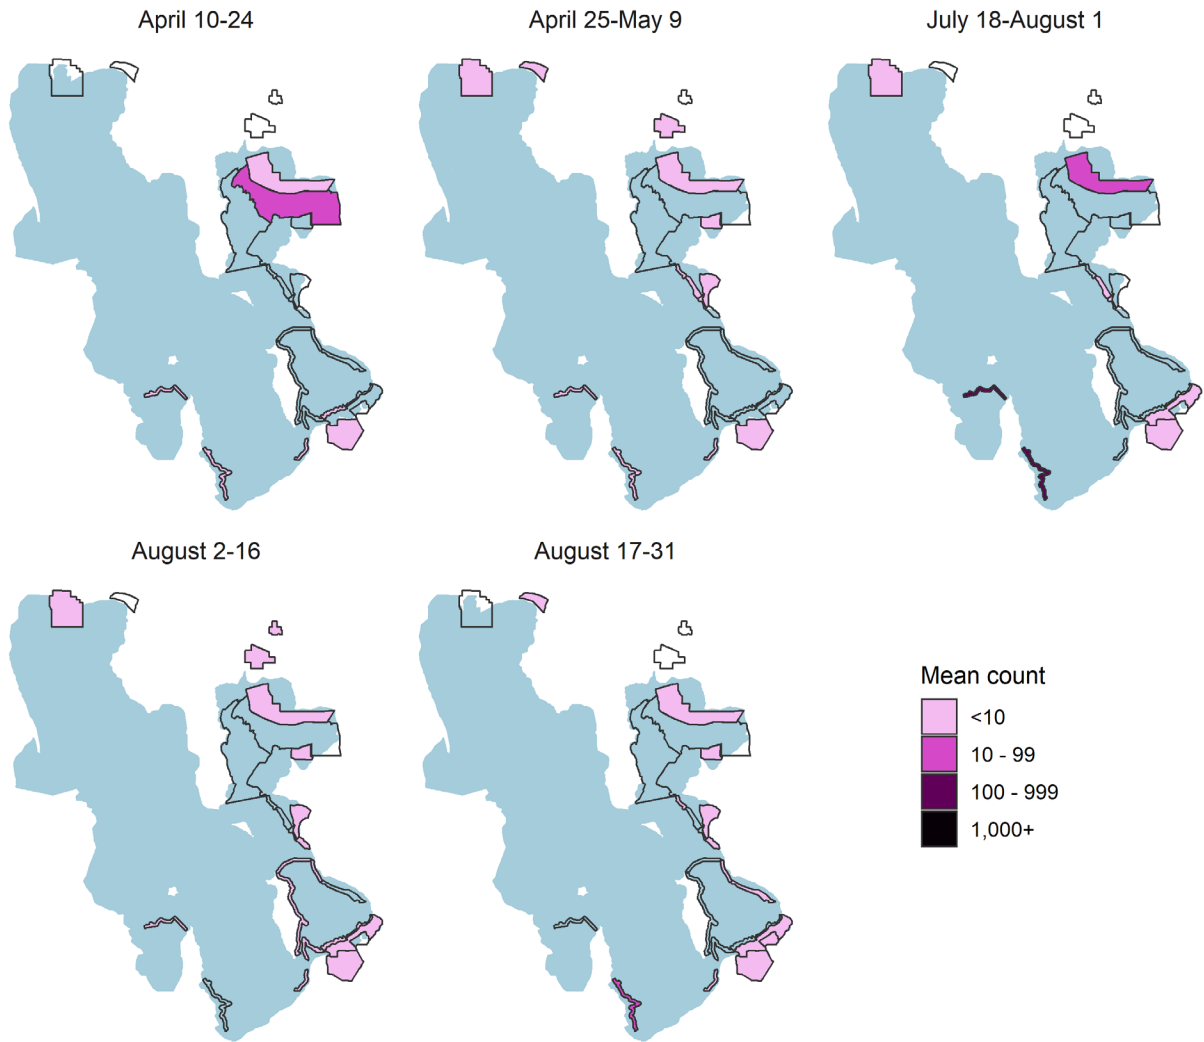 April 10-24
April 25-May 9
July 18-August 1
August 2-16
August 17-31
Mean count
<10
10 - 99
100 - 999
1,000+